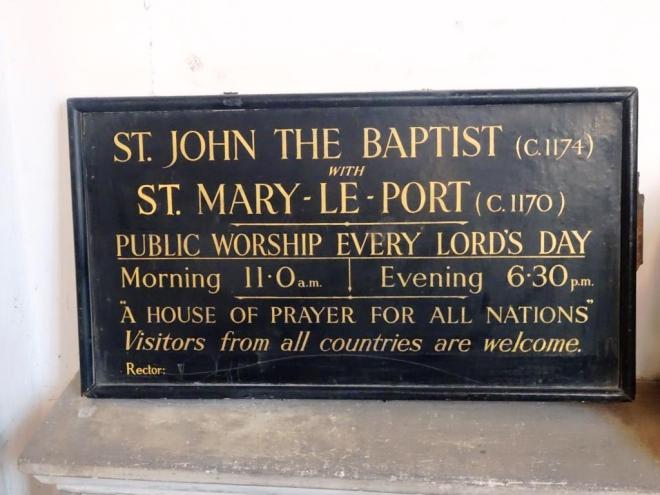 ST. JOHN THE BAPTIST (C.1174)
WITH
ST. MARY-LE-PORT (C.1170)
PUBLIC WORSHIP EVERY LORD'S DAY
Morning 11·0 a.m. | Evening 6·30 p.m.
"A HOUSE OF PRAYER FOR ALL NATIONS"
Visitors from all countries are welcome.
Rector: